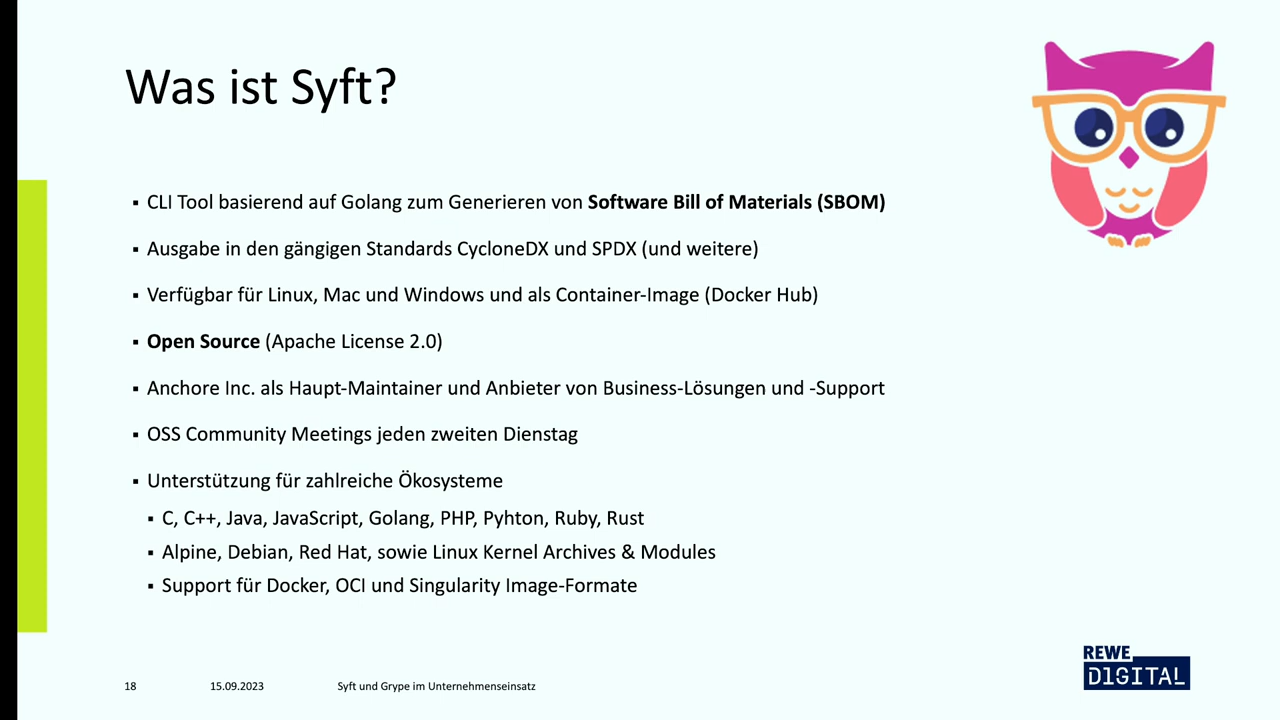 Was ist Syft?
▪ CLI Tool basierend auf Golang zum Generieren von Software Bill of Materials (SBOM)
▪ Ausgabe in den gängigen Standards CycloneDX und SPDX (und weitere)
▪ Verfügbar für Linux, Mac und Windows und als Container-Image (Docker Hub)
▪ Open Source (Apache License 2.0)
▪ Anchore Inc. als Haupt-Maintainer und Anbieter von Business-Lösungen und -Support
▪ OSS Community Meetings jeden zweiten Dienstag
▪ Unterstützung für zahlreiche Ökosysteme
▪ C, C++, Java, JavaScript, Golang, PHP, Pyhton, Ruby, Rust
▪ Alpine, Debian, Red Hat, sowie Linux Kernel Archives & Modules
▪ Support für Docker, OCI und Singularity Image-Formate
18 15.09.2023 Syft und Grype im Unternehmenseinsatz
REWE
D1GITAL